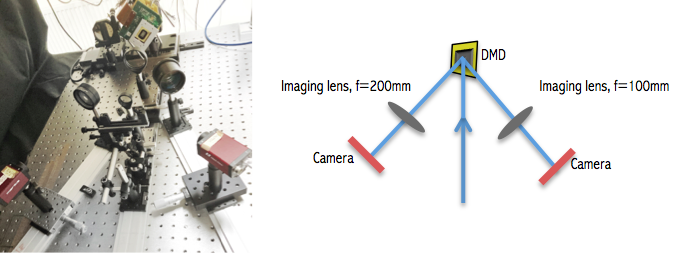 DMD
Imaging lens, f=200mm
Imaging lens, f=100mm
Camera
Camera